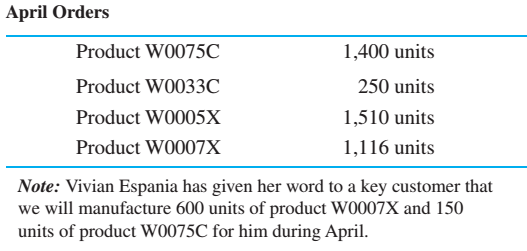 April Orders
Product W0075C 1,400 units
Product W0033C 250 units
Product W0005X 1,510 units
Product W0007X 1,116 units
Note: Vivian Espania has given her word to a key customer that
we will manufacture 600 units of product W0007X and 150
units of product W0075C for him during April.